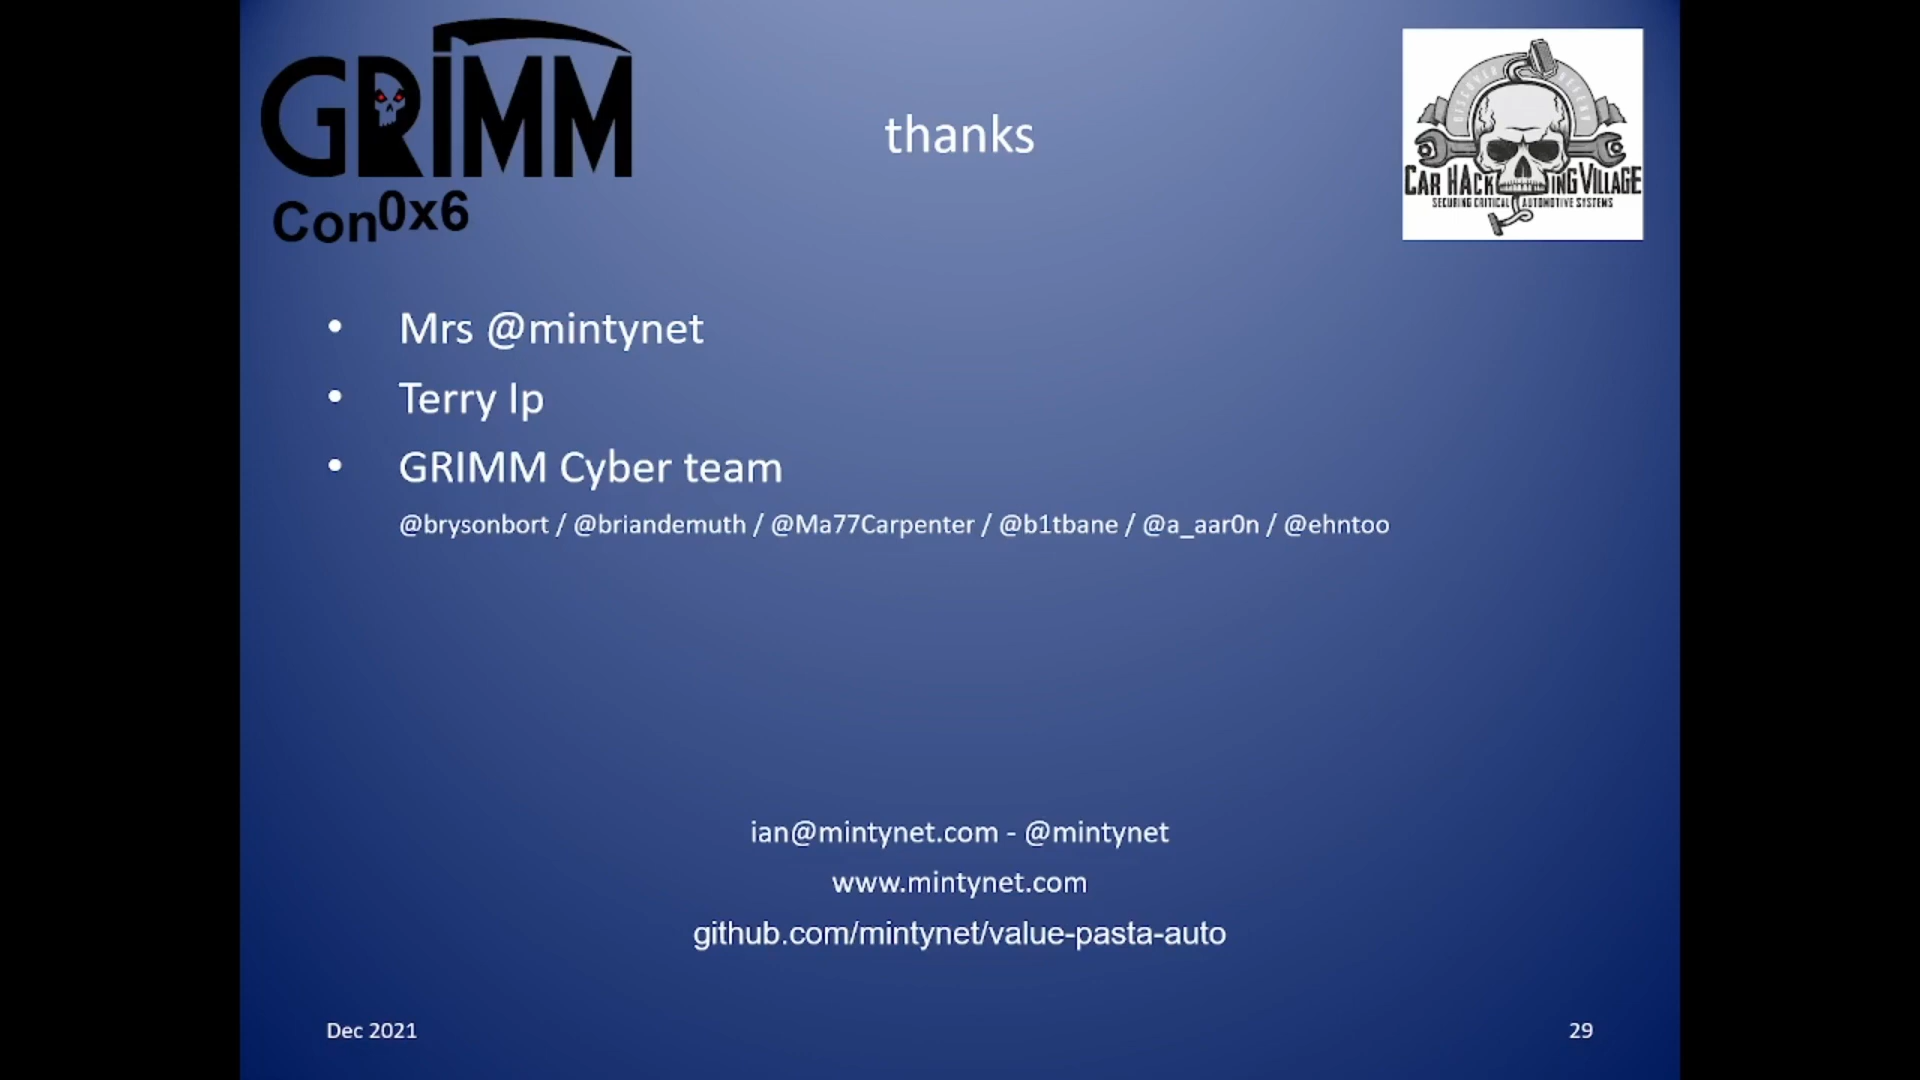 GRIMM
Con0x6
thanks
DISCOVER DEFEND
CAR HACKING VILLAGE
SECURING CRITICAL AUTOMOTIVE SYSTEMS
• Mrs @mintynet
• Terry Ip
• GRIMM Cyber team
@brysonbort / @briandemuth / @Ma77Carpenter / @b1tbane / @a_aar0n / @ehntoo
ian@mintynet.com - @mintynet
www.mintynet.com
github.com/mintynet/value-pasta-auto
Dec 2021
29